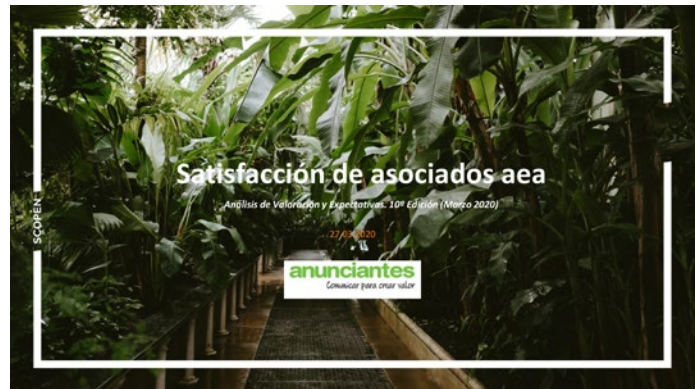 Satisfacción de asociados aea
Análisis de Valoración y Expectativas. 10ª Edición (Marzo 2020)
27-03-2020
SCOPEN
anunciantes
Comunicar para crear valor